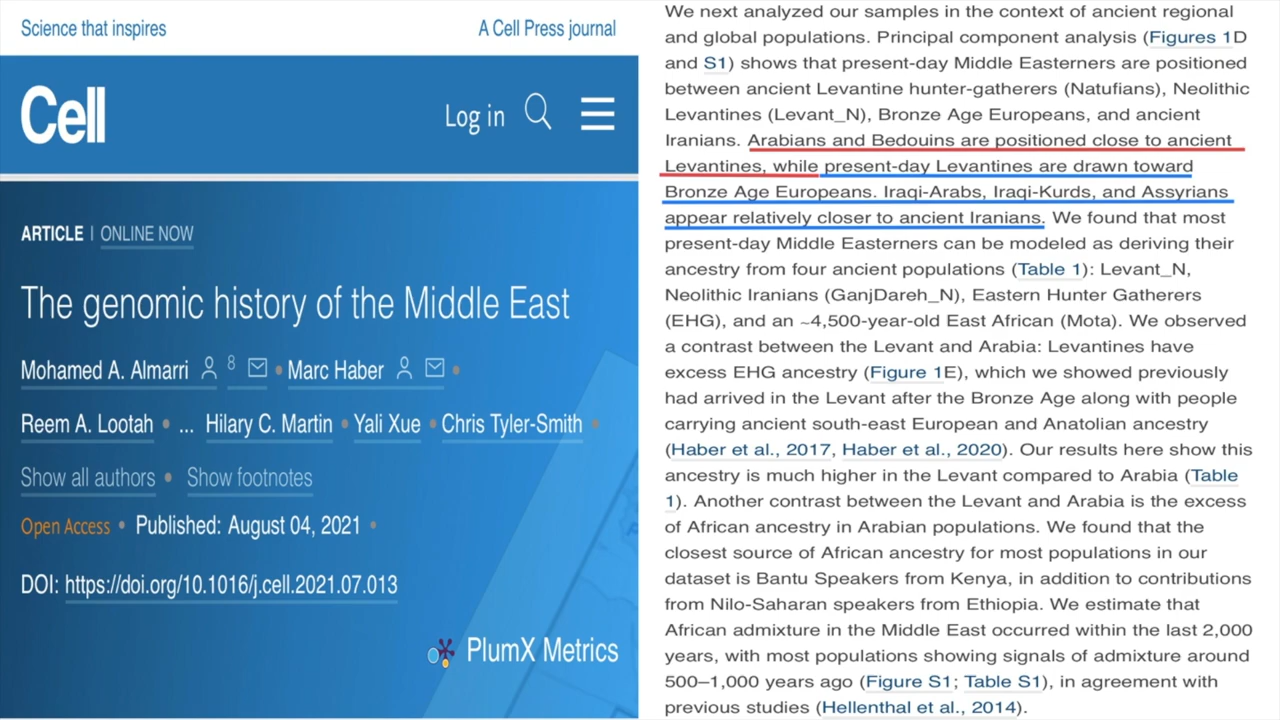 Science that inspires
A Cell Press journal
Cell
Log in
ARTICLE | ONLINE NOW
The genomic history of the Middle East
Mohamed A. Almarri 8 • Marc Haber •
Reem A. Lootah • ... Hilary C. Martin • Yali Xue • Chris Tyler-Smith •
Show all authors • Show footnotes
Open Access • Published: August 04, 2021 •
DOI: https://doi.org/10.1016/j.cell.2021.07.013
PlumX Metrics
We next analyzed our samples in the context of ancient regional
and global populations. Principal component analysis (Figures 1D
and S1) shows that present-day Middle Easterners are positioned
between ancient Levantine hunter-gatherers (Natufians), Neolithic
Levantines (Levant_N), Bronze Age Europeans, and ancient
Iranians. Arabians and Bedouins are positioned close to ancient
Levantines, while present-day Levantines are drawn toward
Bronze Age Europeans. Iraqi-Arabs, Iraqi-Kurds, and Assyrians
appear relatively closer to ancient Iranians. We found that most
present-day Middle Easterners can be modeled as deriving their
ancestry from four ancient populations (Table 1): Levant_N,
Neolithic Iranians (GanjDareh_N), Eastern Hunter Gatherers
(EHG), and an ~4,500-year-old East African (Mota). We observed
a contrast between the Levant and Arabia: Levantines have
excess EHG ancestry (Figure 1E), which we showed previously
had arrived in the Levant after the Bronze Age along with people
carrying ancient south-east European and Anatolian ancestry
(Haber et al., 2017, Haber et al., 2020). Our results here show this
ancestry is much higher in the Levant compared to Arabia (Table
1). Another contrast between the Levant and Arabia is the excess
of African ancestry in Arabian populations. We found that the
closest source of African ancestry for most populations in our
dataset is Bantu Speakers from Kenya, in addition to contributions
from Nilo-Saharan speakers from Ethiopia. We estimate that
African admixture in the Middle East occurred within the last 2,000
years, with most populations showing signals of admixture around
500–1,000 years ago (Figure S1; Table S1), in agreement with
previous studies (Hellenthal et al., 2014).